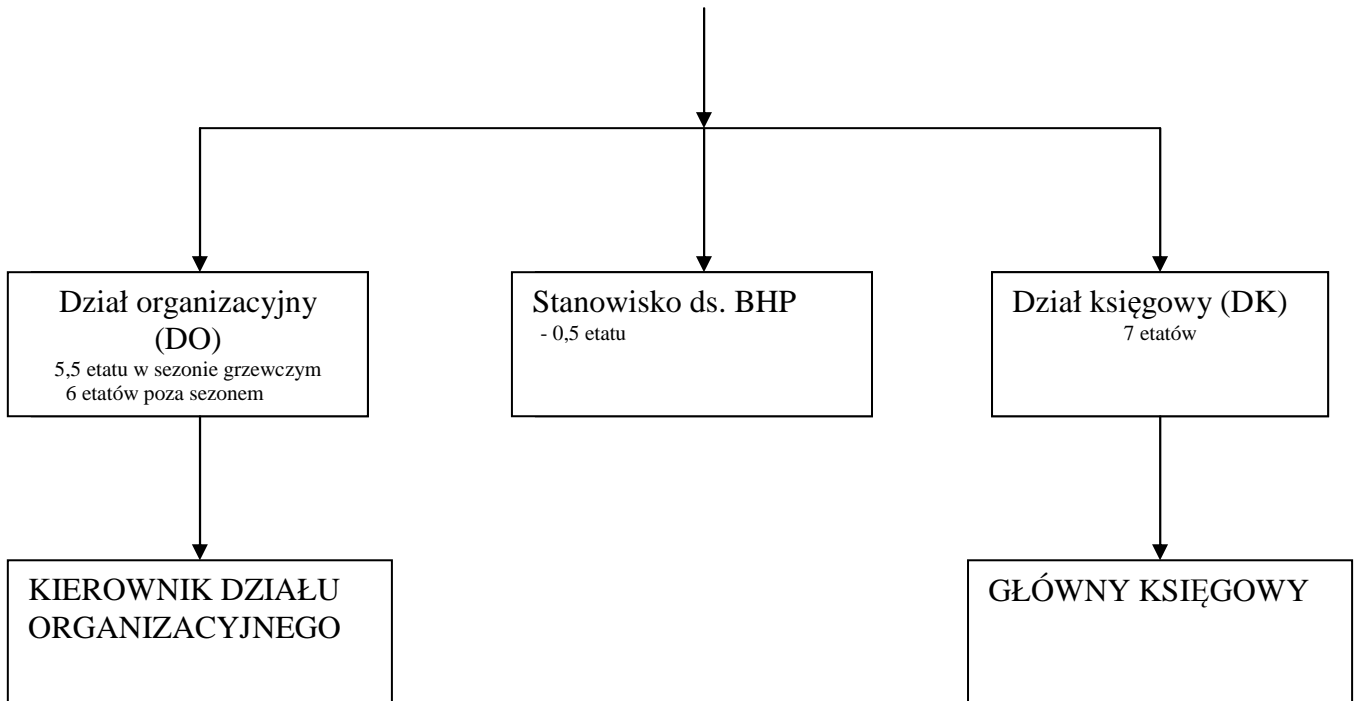 Dział organizacyjny
(DO)
5,5 etatu w sezonie grzewczym
6 etatów poza sezonem
Stanowisko ds. BHP
- 0,5 etatu
Dział księgowy (DK)
7 etatów
KIEROWNIK DZIAŁU
ORGANIZACYJNEGO
GŁÓWNY KSIĘGOWY